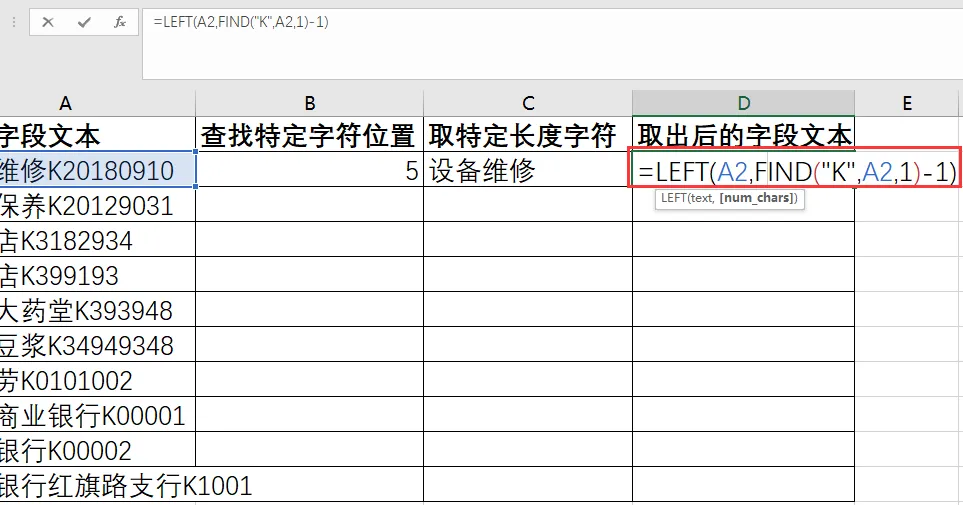 =LEFT(A2,FIND("K",A2,1)-1)
A B C D E
字段文本 查找特定字符位置 取特定长度字符 取出后的字段文本
维修K20180910 5 设备维修 =LEFT(A2,FIND("K",A2,1)-1)
LEFT(text, [num_chars])
保养K20129031
店K3182934
店K399193
大药堂K393948
豆浆K34949348
劳K0101002
商业银行K00001
银行K00002
银行红旗路支行K1001